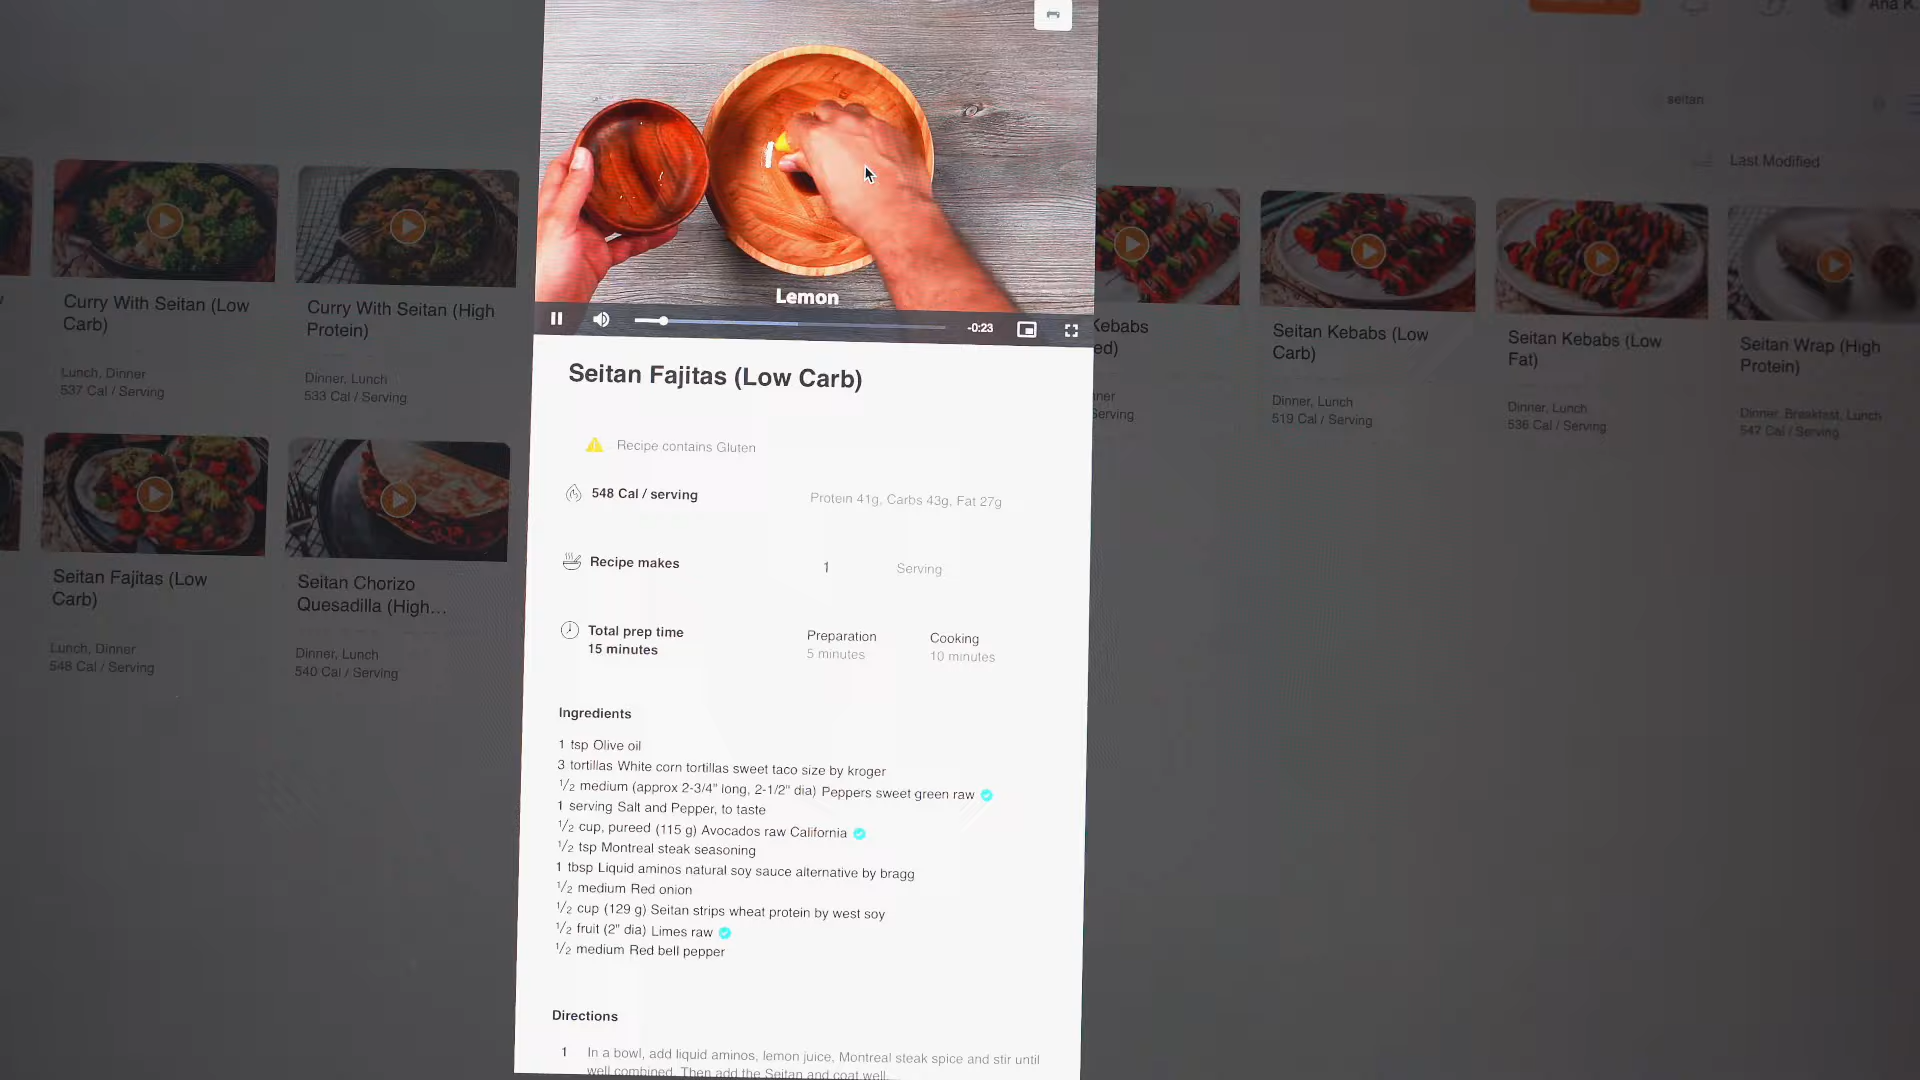 Ana K.
seitan
Last Modified
Lemon
-0:23
Curry With Seitan (Low
Carb)
Lunch, Dinner
537 Cal / Serving
Curry With Seitan (High
Protein)
Dinner, Lunch
533 Cal / Serving
Kebabs
Serving
Seitan Kebabs (Low
Carb)
Dinner, Lunch
519 Cal / Serving
Seitan Kebabs (Low
Fat)
Dinner, Lunch
536 Cal / Serving
Seitan Wrap (High
Protein)
Dinner, Breakfast, Lunch
547 Cal / Serving
Seitan Fajitas (Low
Carb)
Lunch, Dinner
548 Cal / Serving
Seitan Chorizo
Quesadilla (High...
Dinner, Lunch
540 Cal / Serving
Seitan Fajitas (Low Carb)
Recipe contains Gluten
548 Cal / serving
Protein 41g, Carbs 43g, Fat 27g
Recipe makes
1 Serving
Total prep time
15 minutes
Preparation
5 minutes
Cooking
10 minutes
Ingredients
1 tsp Olive oil
3 tortillas White corn tortillas sweet taco size by kroger
1/2 medium (approx 2-3/4" long, 2-1/2" dia) Peppers sweet green raw
1 serving Salt and Pepper, to taste
1/2 cup, pureed (115 g) Avocados raw California
1/2 tsp Montreal steak seasoning
1 tbsp Liquid aminos natural soy sauce alternative by bragg
1/2 medium Red onion
1/2 cup (129 g) Seitan strips wheat protein by west soy
1/2 fruit (2" dia) Limes raw
1/2 medium Red bell pepper
Directions
1 In a bowl, add liquid aminos, lemon juice, Montreal steak spice and stir until
well combined. Then add the Seitan and coat well.